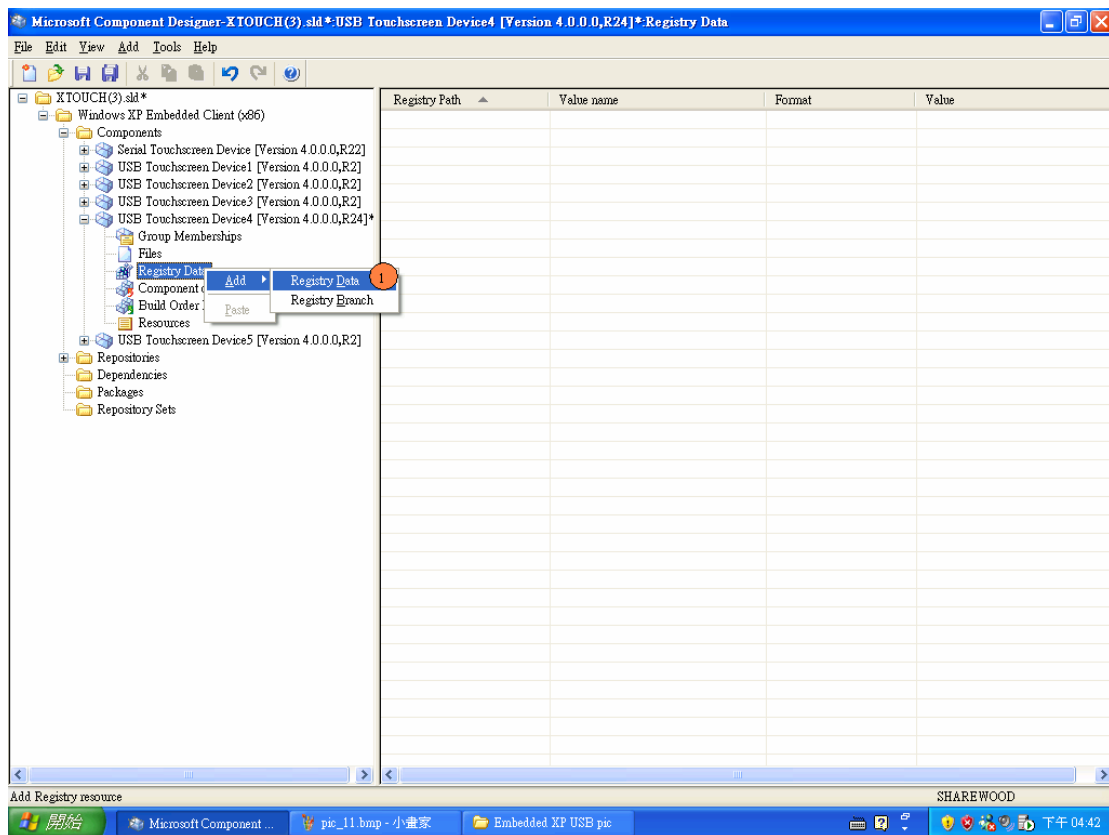 Microsoft Component Designer-XTOUCH(3).sld*:USB Touchscreen Device4 [Version 4.0.0.0,R24]*:Registry Data
File Edit View Add Tools Help
XTOUCH(3).sld*
Windows XP Embedded Client (x86)
Components
Serial Touchscreen Device [Version 4.0.0.0,R22]
USB Touchscreen Device1 [Version 4.0.0.0,R2]
USB Touchscreen Device2 [Version 4.0.0.0,R2]
USB Touchscreen Device3 [Version 4.0.0.0,R2]
USB Touchscreen Device4 [Version 4.0.0.0,R24]*
Group Memberships
Files
Registry Data
Component
Build Order
Resources
USB Touchscreen Device5 [Version 4.0.0.0,R2]
Repositories
Dependencies
Packages
Repository Sets
Add
Paste
Registry Data 1
Registry Branch
Registry Path Value name Format Value
Add Registry resource SHAREWOOD
開始 Microsoft Component ... pic_11.bmp - 小畫家 Embedded XP USB pic 下午 04:42